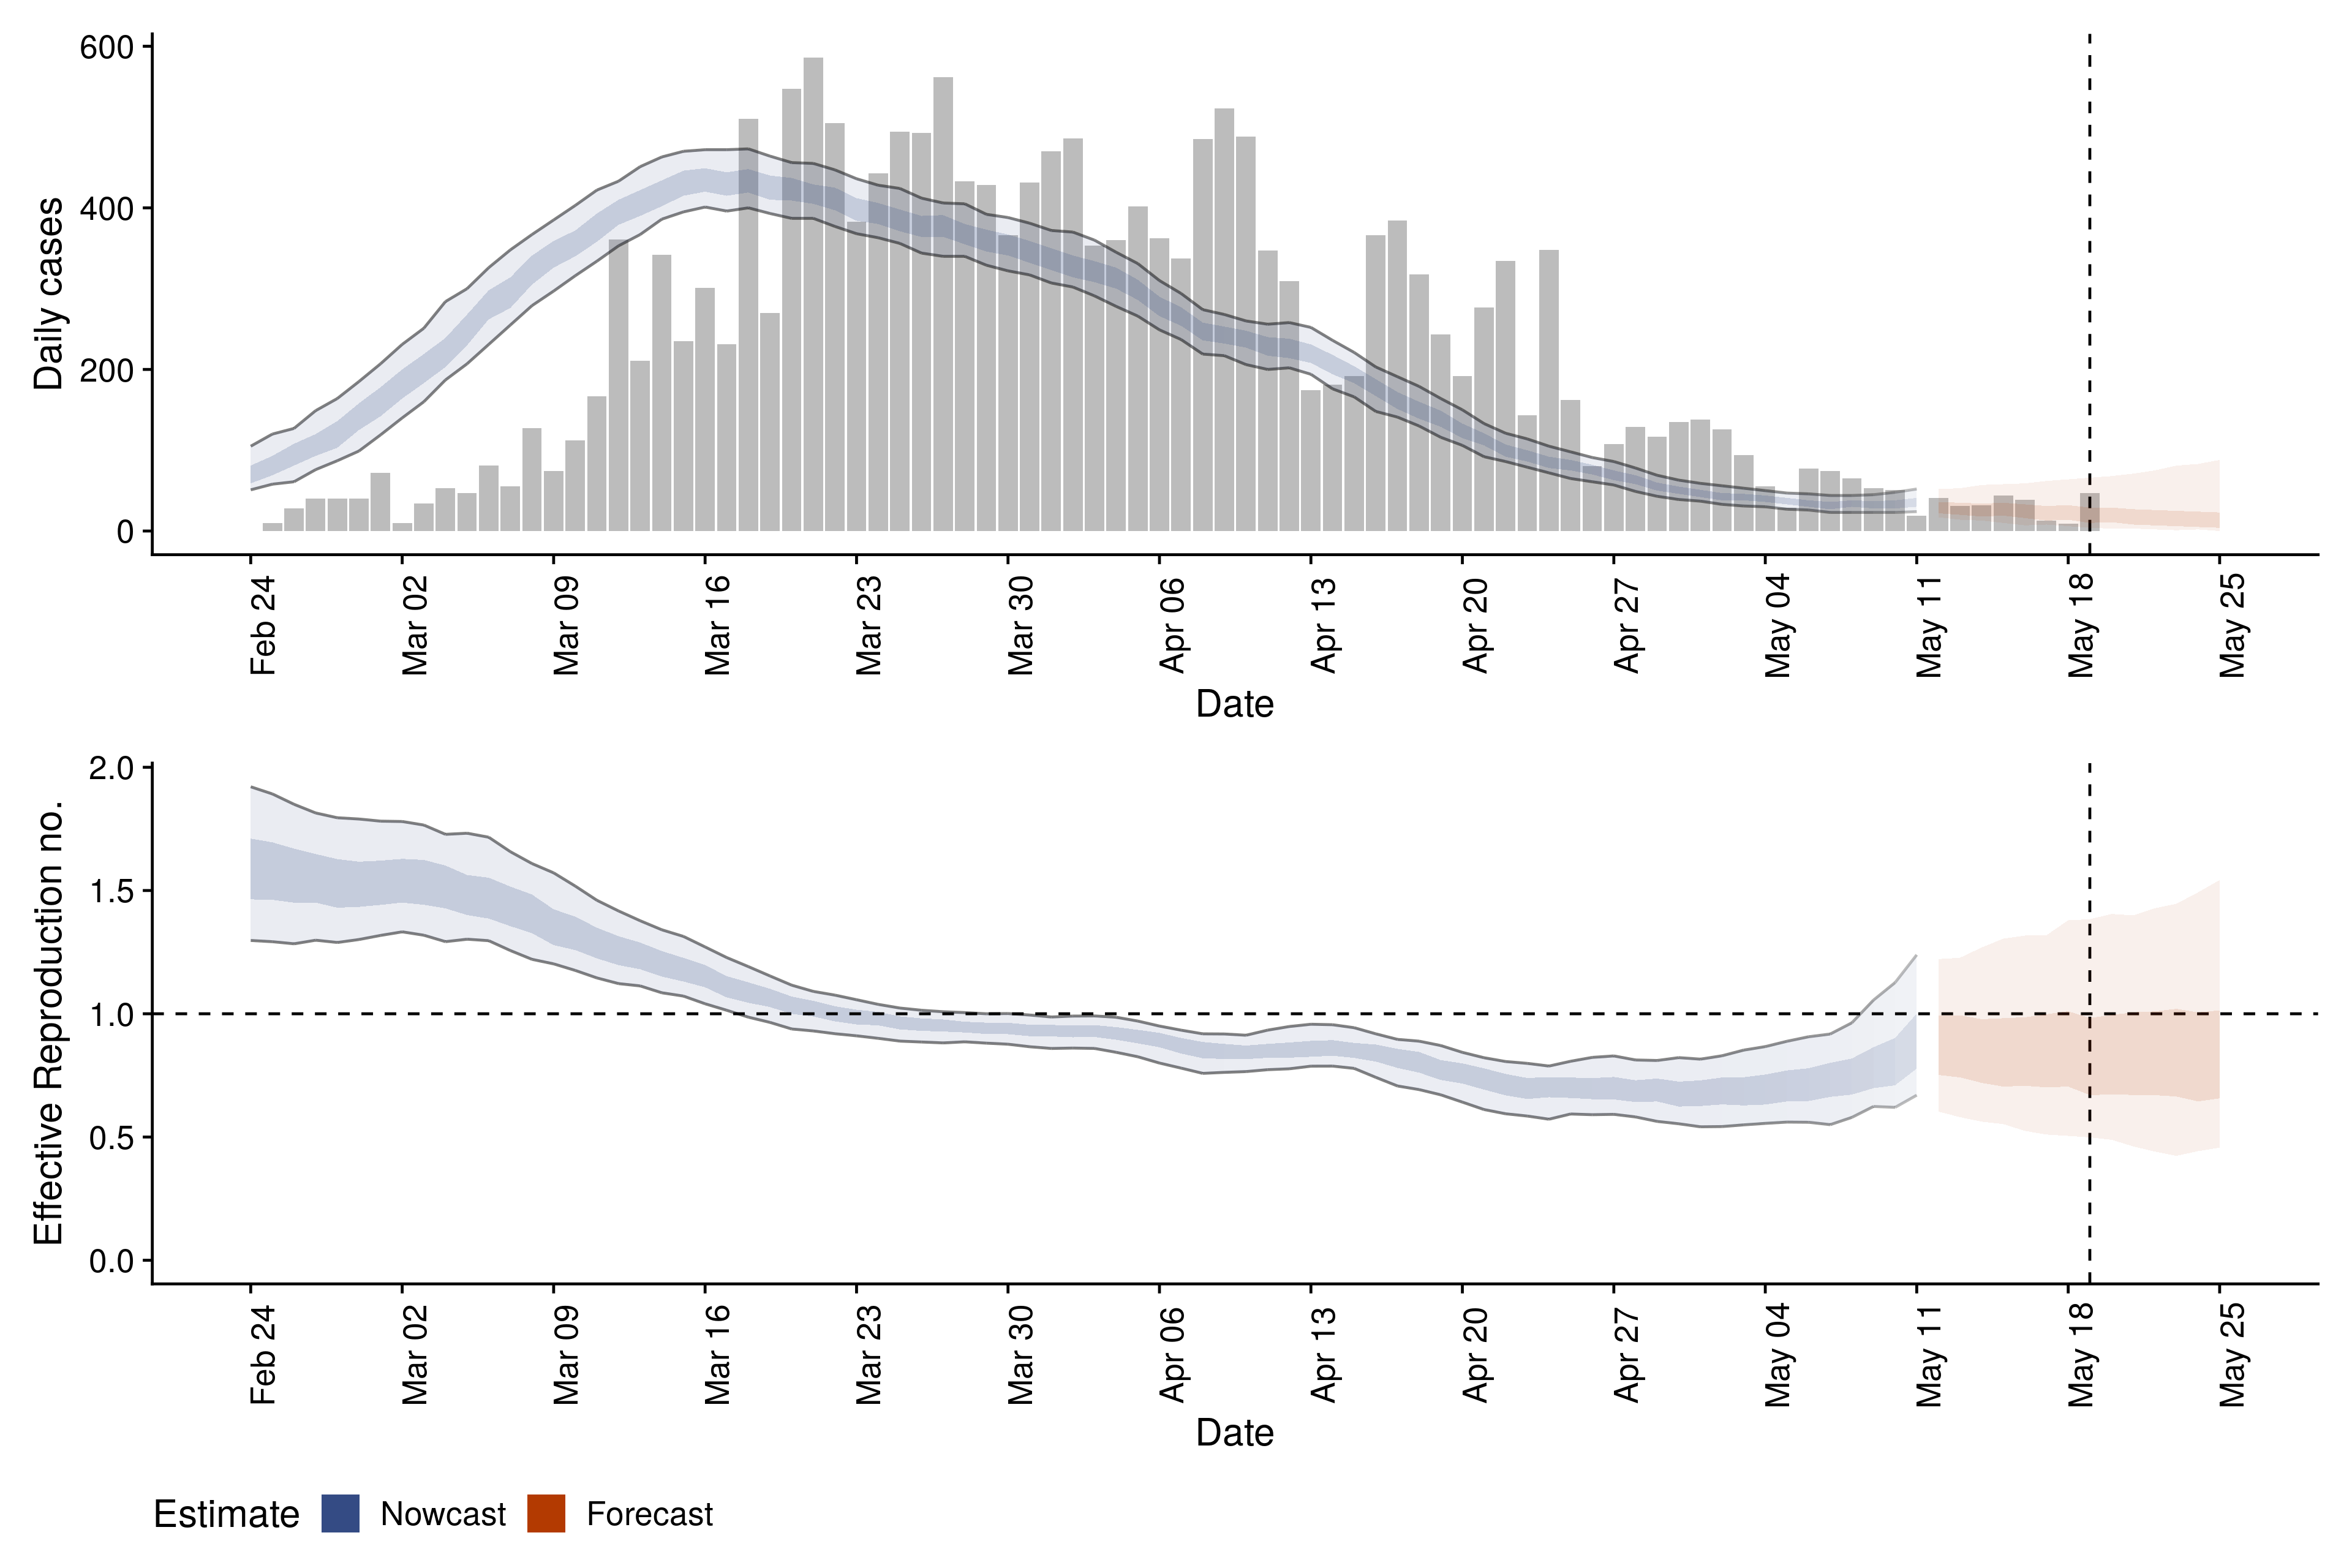 600
400
200
0
Daily cases
Feb 24
Mar 02
Mar 09
Mar 16
Mar 23
Mar 30
Apr 06
Apr 13
Apr 20
Apr 27
May 04
May 11
May 18
May 25
Date
2.0
1.5
1.0
0.5
0.0
Effective Reproduction no.
Feb 24
Mar 02
Mar 09
Mar 16
Mar 23
Mar 30
Apr 06
Apr 13
Apr 20
Apr 27
May 04
May 11
May 18
May 25
Date
Estimate Nowcast Forecast